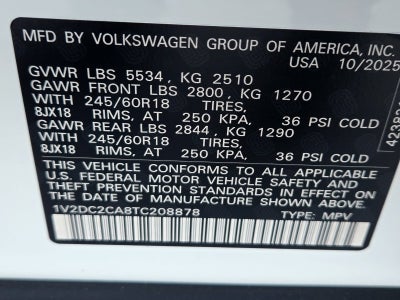 MFD BY VOLKSWAGEN GROUP OF AMERICA, INC.
USA 10/2025
GVWR LBS 5534 , KG 2510
GAWR FRONT LBS 2800 , KG 1270
WITH 245/60R18 TIRES,
8JX18 RIMS, AT 250 KPA, 36 PSI COLD
GAWR REAR LBS 2844 , KG 1290
WITH 245/60R18 TIRES,
8JX18 RIMS, AT 250 KPA, 36 PSI COLD
THIS VEHICLE CONFORMS TO ALL APPLICABLE
U.S. FEDERAL MOTOR VEHICLE SAFETY AND
THEFT PREVENTION STANDARDS IN EFFECT ON
THE DATE OF MANUFACTURE SHOWN ABOVE.
1V2DC2CA8TC208878 TYPE: MPV